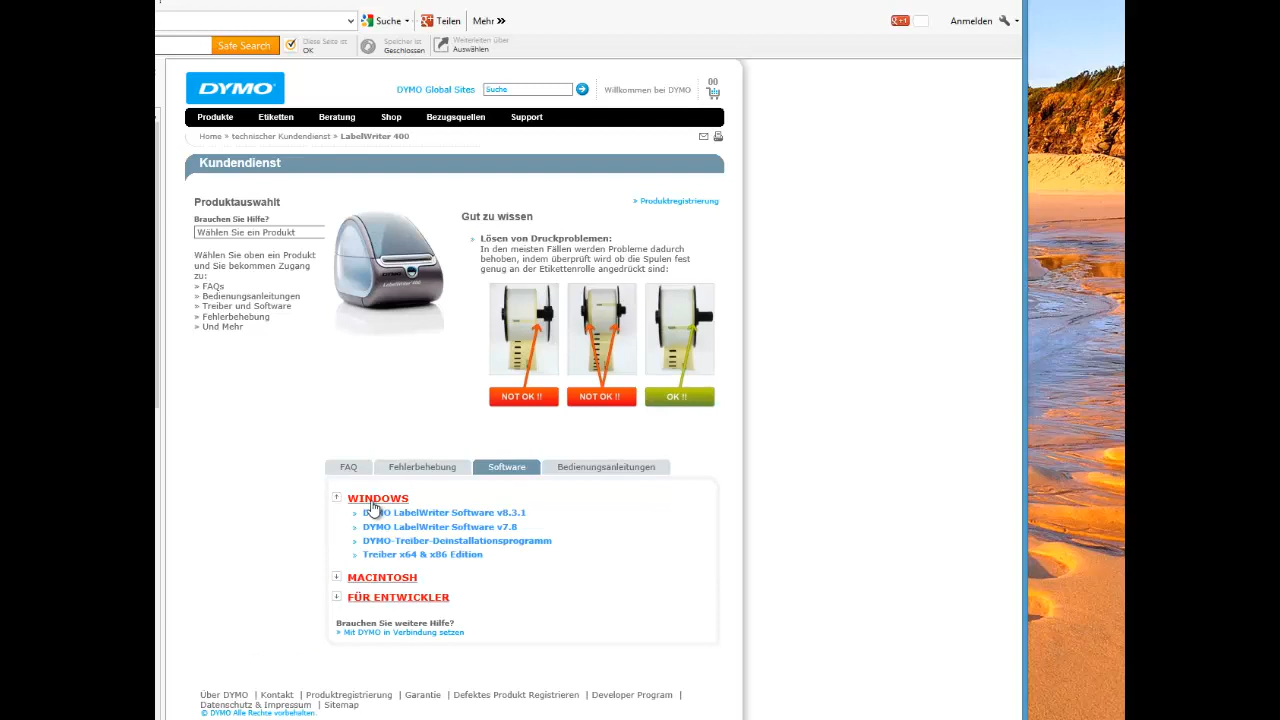 Suche Teilen Mehr » Anmelden
Safe Search Diese Seite ist OK Speicher ist Geschlossen Weiterleiten über Auswählen
DYMO DYMO Global Sites Suche Willkommen bei DYMO 00
Produkte Etiketten Beratung Shop Bezugsquellen Support
Home » technischer Kundendienst » LabelWriter 400
Kundendienst
Produktauswahlt
Brauchen Sie Hilfe?
Wählen Sie ein Produkt
Wählen Sie oben ein Produkt
und Sie bekommen Zugang
zu:
» FAQs
» Bedienungsanleitungen
» Treiber und Software
» Fehlerbehebung
» Und Mehr
DYMO
> Produktregistrierung
Gut zu wissen
» Lösen von Druckproblemen:
In den meisten Fällen werden Probleme dadurch
behoben, indem überprüft wird ob die Spulen fest
genug an der Etikettenrolle angedrückt sind:
NOT OK !! NOT OK !! OK !!
FAQ Fehlerbehebung Software Bedienungsanleitungen
WINDOWS
» DYMO LabelWriter Software v8.3.1
» DYMO LabelWriter Software v7.8
» DYMO-Treiber-Deinstallationsprogramm
» Treiber x64 & x86 Edition
MACINTOSH
FÜR ENTWICKLER
Brauchen Sie weitere Hilfe?
» Mit DYMO in Verbindung setzen
Über DYMO | Kontakt | Produktregistrierung | Garantie | Defektes Produkt Registrieren | Developer Program |
Datenschutz & Impressum | Sitemap
© DYMO Alle Rechte vorbehalten.